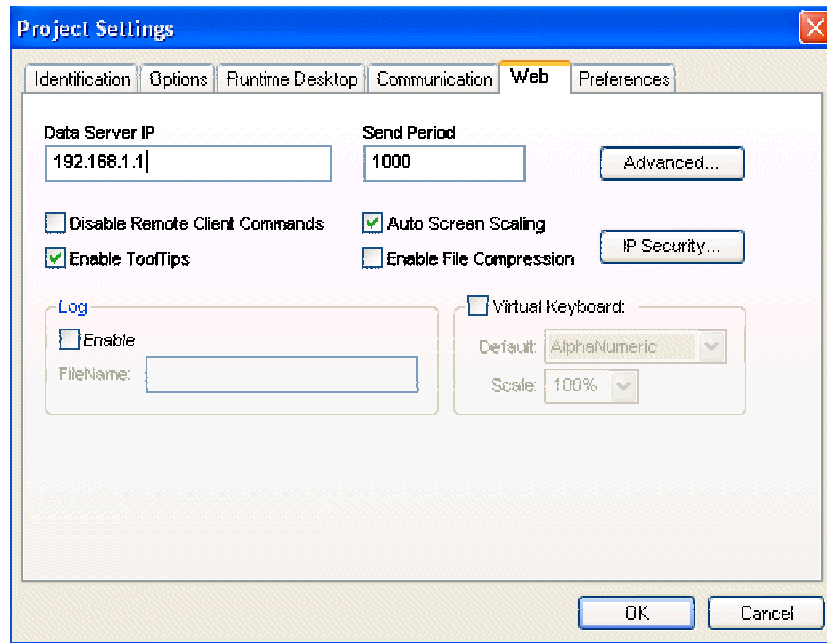 Project Settings
Identification Options Runtime Desktop Communication Web Preferences
Data Server IP Send Period
192.168.1.1 1000 Advanced...
Disable Remote Client Commands Auto Screen Scaling
IP Security...
Enable ToolTips Enable File Compression
Log Virtual Keyboard:
Enable
Default: AlphaNumeric
FileName:
Scale: 100%
OK Cancel